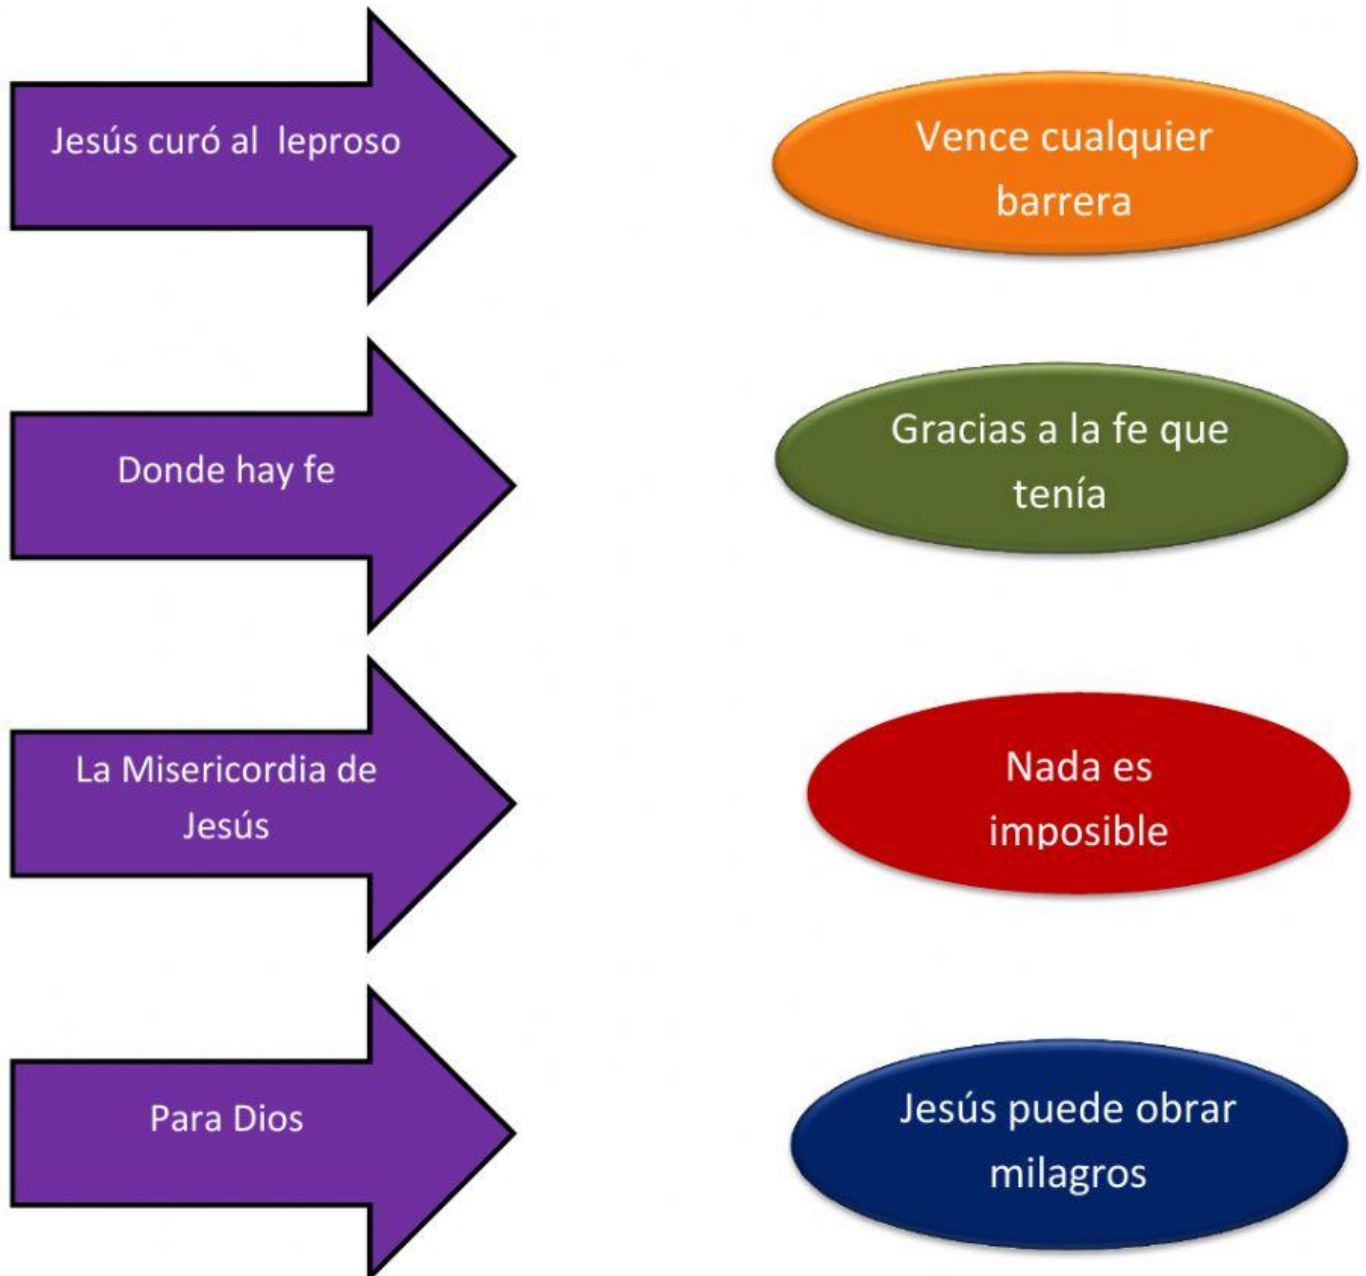 Jesús curó al leproso
Vence cualquier
barrera
Donde hay fe
Gracias a la fe que
tenía
La Misericordia de
Jesús
Nada es
imposible
Para Dios
Jesús puede obrar
milagros